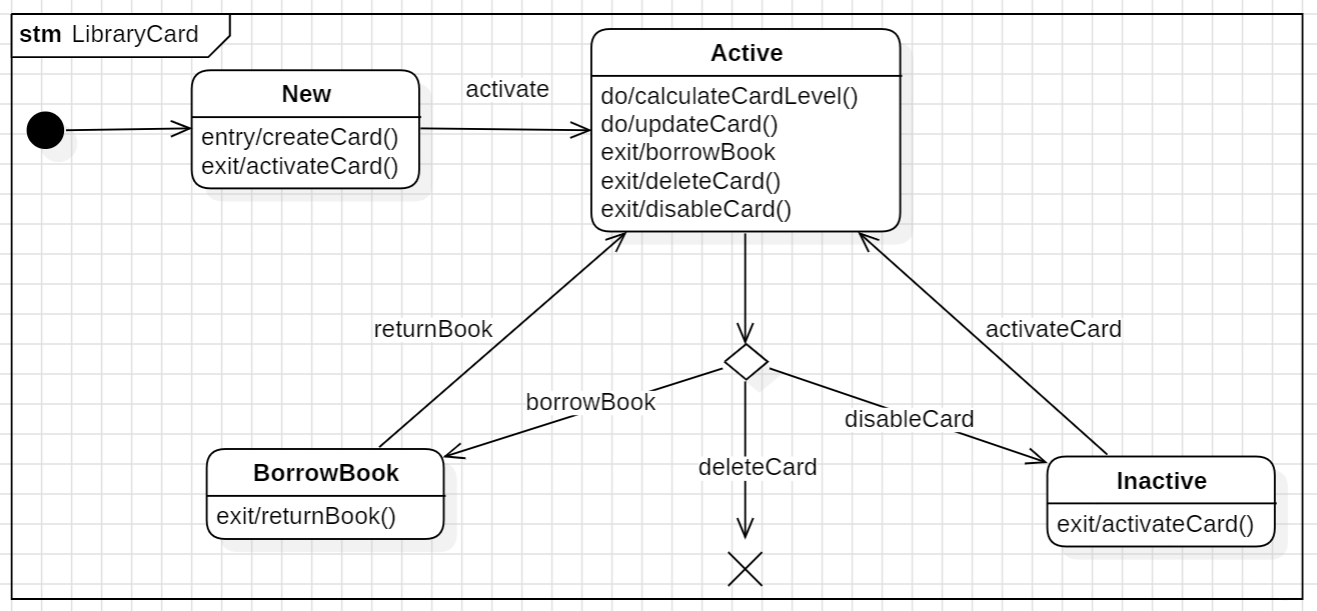 stm LibraryCard
New
entry/createCard()
exit/activateCard()
activate
Active
do/calculateCardLevel()
do/updateCard()
exit/borrowBook
exit/deleteCard()
exit/disableCard()
returnBook
activateCard
borrowBook
disableCard
deleteCard
BorrowBook
exit/returnBook()
Inactive
exit/activateCard()